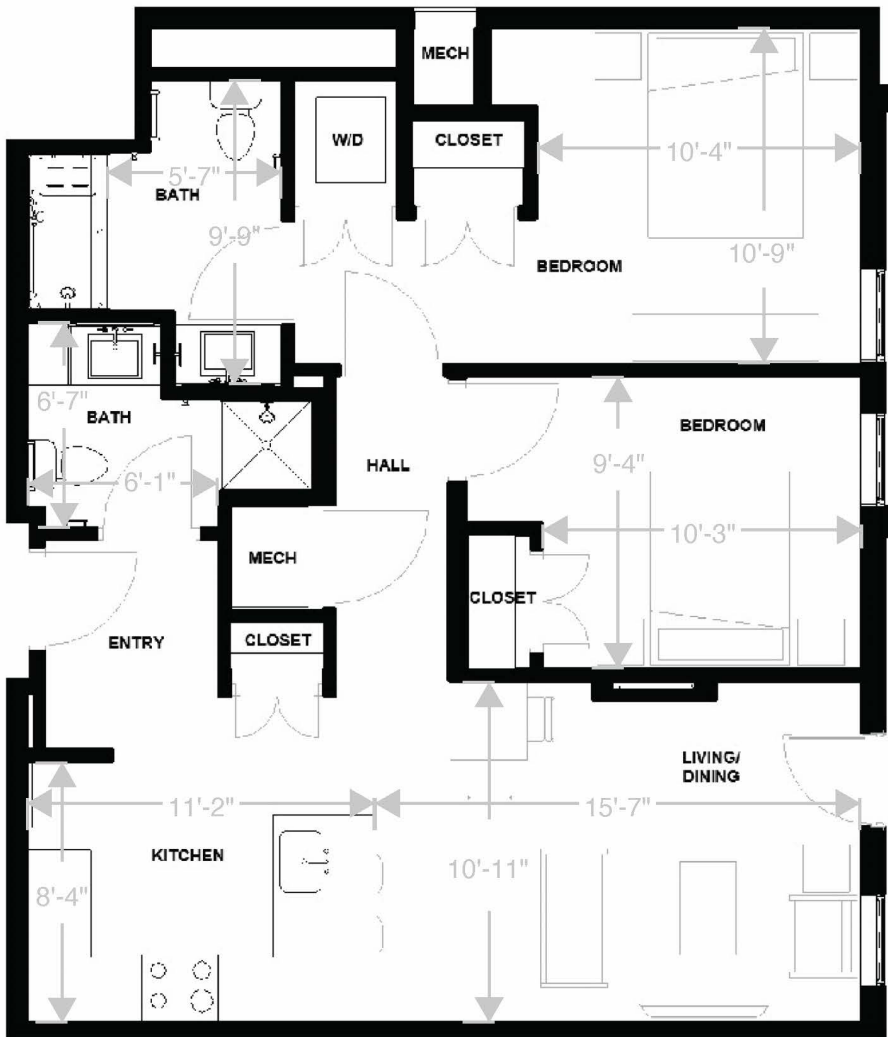 MECH
W/D
CLOSET
10'-4"
5'-7"
BATH
9'-9"
10'-9"
BEDROOM
6'-7"
BATH
BEDROOM
HALL
9'-4"
6'-1"
10'-3"
MECH
CLOSET
ENTRY
CLOSET
LIVING/
DINING
11'-2"
15'-7"
KITCHEN
10'-11"
8'-4"